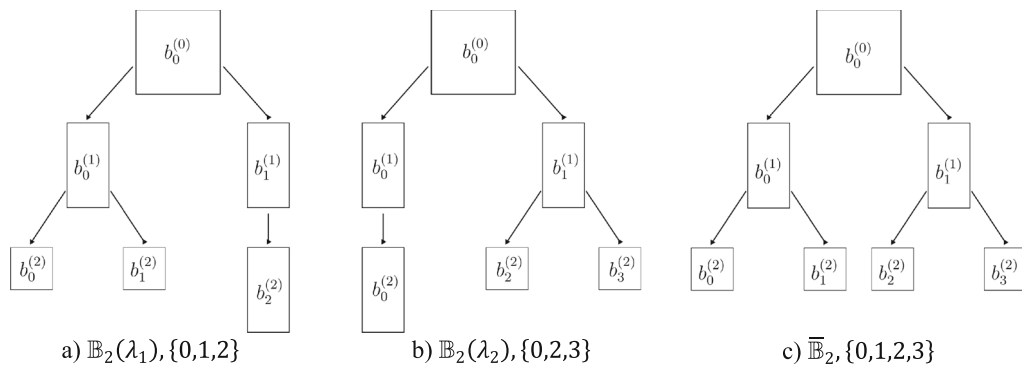 b_0^{(0)} b_0^{(0)} b_0^{(0)}
b_0^{(1)} b_1^{(1)} b_0^{(1)} b_1^{(1)} b_0^{(1)} b_1^{(1)}
b_0^{(2)} b_1^{(2)} b_2^{(2)} b_0^{(2)} b_2^{(2)} b_3^{(2)} b_0^{(2)} b_1^{(2)} b_2^{(2)} b_3^{(2)}
a) 𝔹_2(λ_1), {0,1,2} b) 𝔹_2(λ_2), {0,2,3} c) \overline{𝔹}_2, {0,1,2,3}